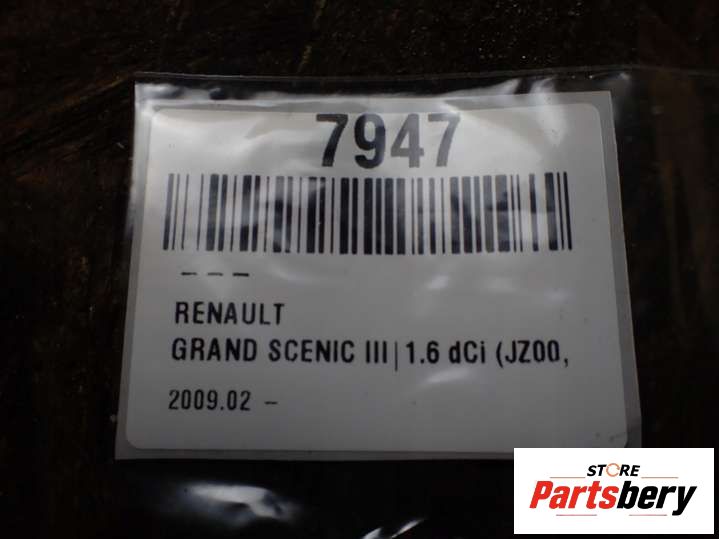 7947
– – –
RENAULT
GRAND SCENIC III|1.6 dCi (JZ00,
2009.02 –
STORE
Partsbery